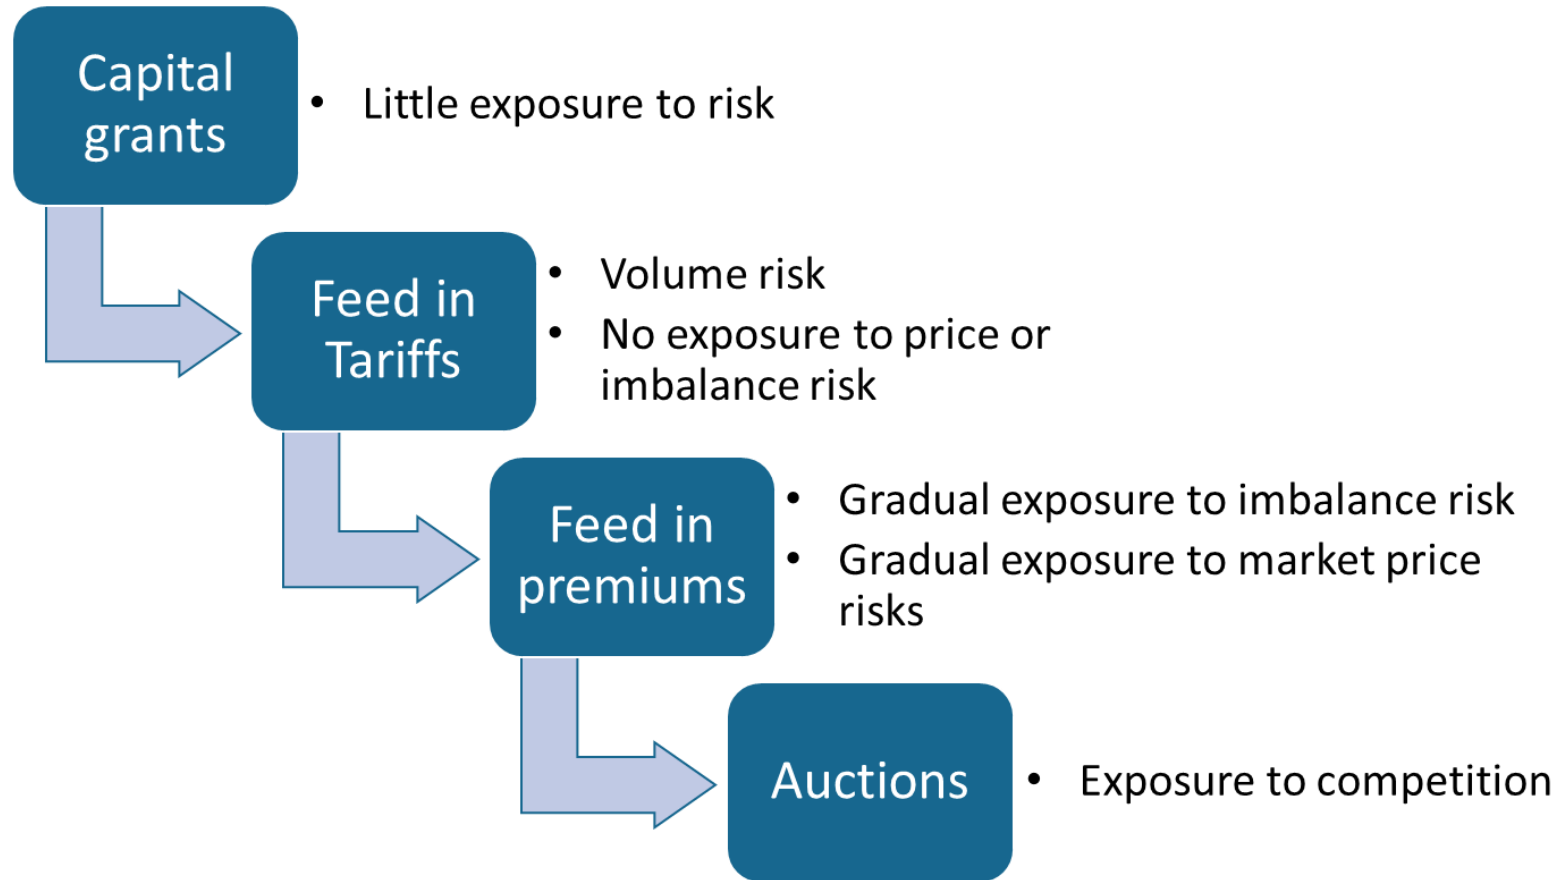 Capital
grants
• Little exposure to risk
Feed in
Tariffs
• Volume risk
• No exposure to price or
imbalance risk
Feed in
premiums
• Gradual exposure to imbalance risk
• Gradual exposure to market price
risks
Auctions
• Exposure to competition